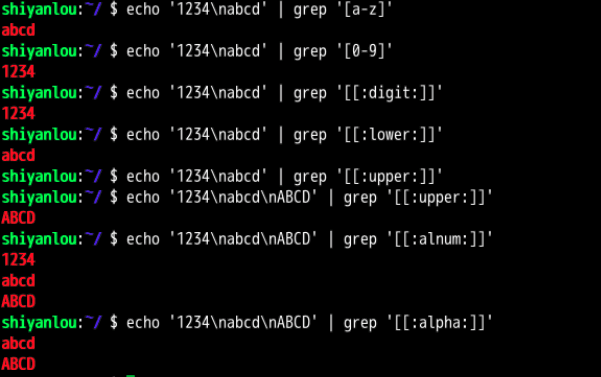 shiyanlou:~/ $ echo '1234\nabcd' | grep '[a-z]'
abcd
shiyanlou:~/ $ echo '1234\nabcd' | grep '[0-9]'
1234
shiyanlou:~/ $ echo '1234\nabcd' | grep '[[:digit:]]'
1234
shiyanlou:~/ $ echo '1234\nabcd' | grep '[[:lower:]]'
abcd
shiyanlou:~/ $ echo '1234\nabcd' | grep '[[:upper:]]'
shiyanlou:~/ $ echo '1234\nabcd\nABCD' | grep '[[:upper:]]'
ABCD
shiyanlou:~/ $ echo '1234\nabcd\nABCD' | grep '[[:alnum:]]'
1234
abcd
ABCD
shiyanlou:~/ $ echo '1234\nabcd\nABCD' | grep '[[:alpha:]]'
abcd
ABCD